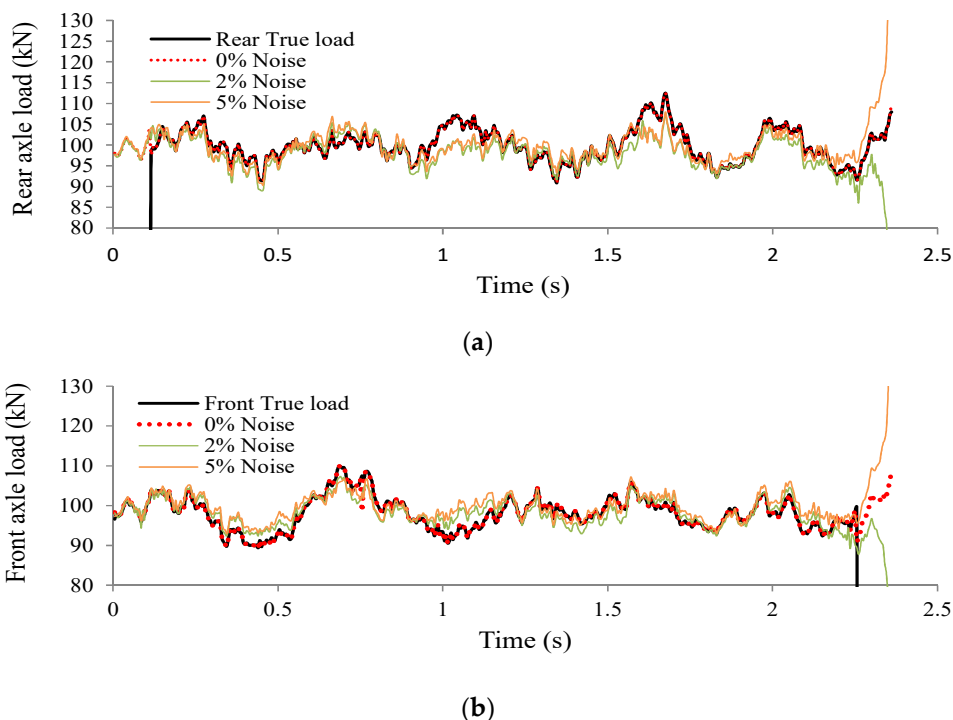 (a)
Rear axle load (kN)
130
125
120
115
110
105
100
95
90
85
80
Rear True load
0% Noise
2% Noise
5% Noise
0 0.5 1 1.5 2 2.5
Time (s)
(a)
Front axle load (kN)
130
120
110
100
90
80
Front True load
0% Noise
2% Noise
5% Noise
0 0.5 1 1.5 2 2.5
Time (s)
(b)